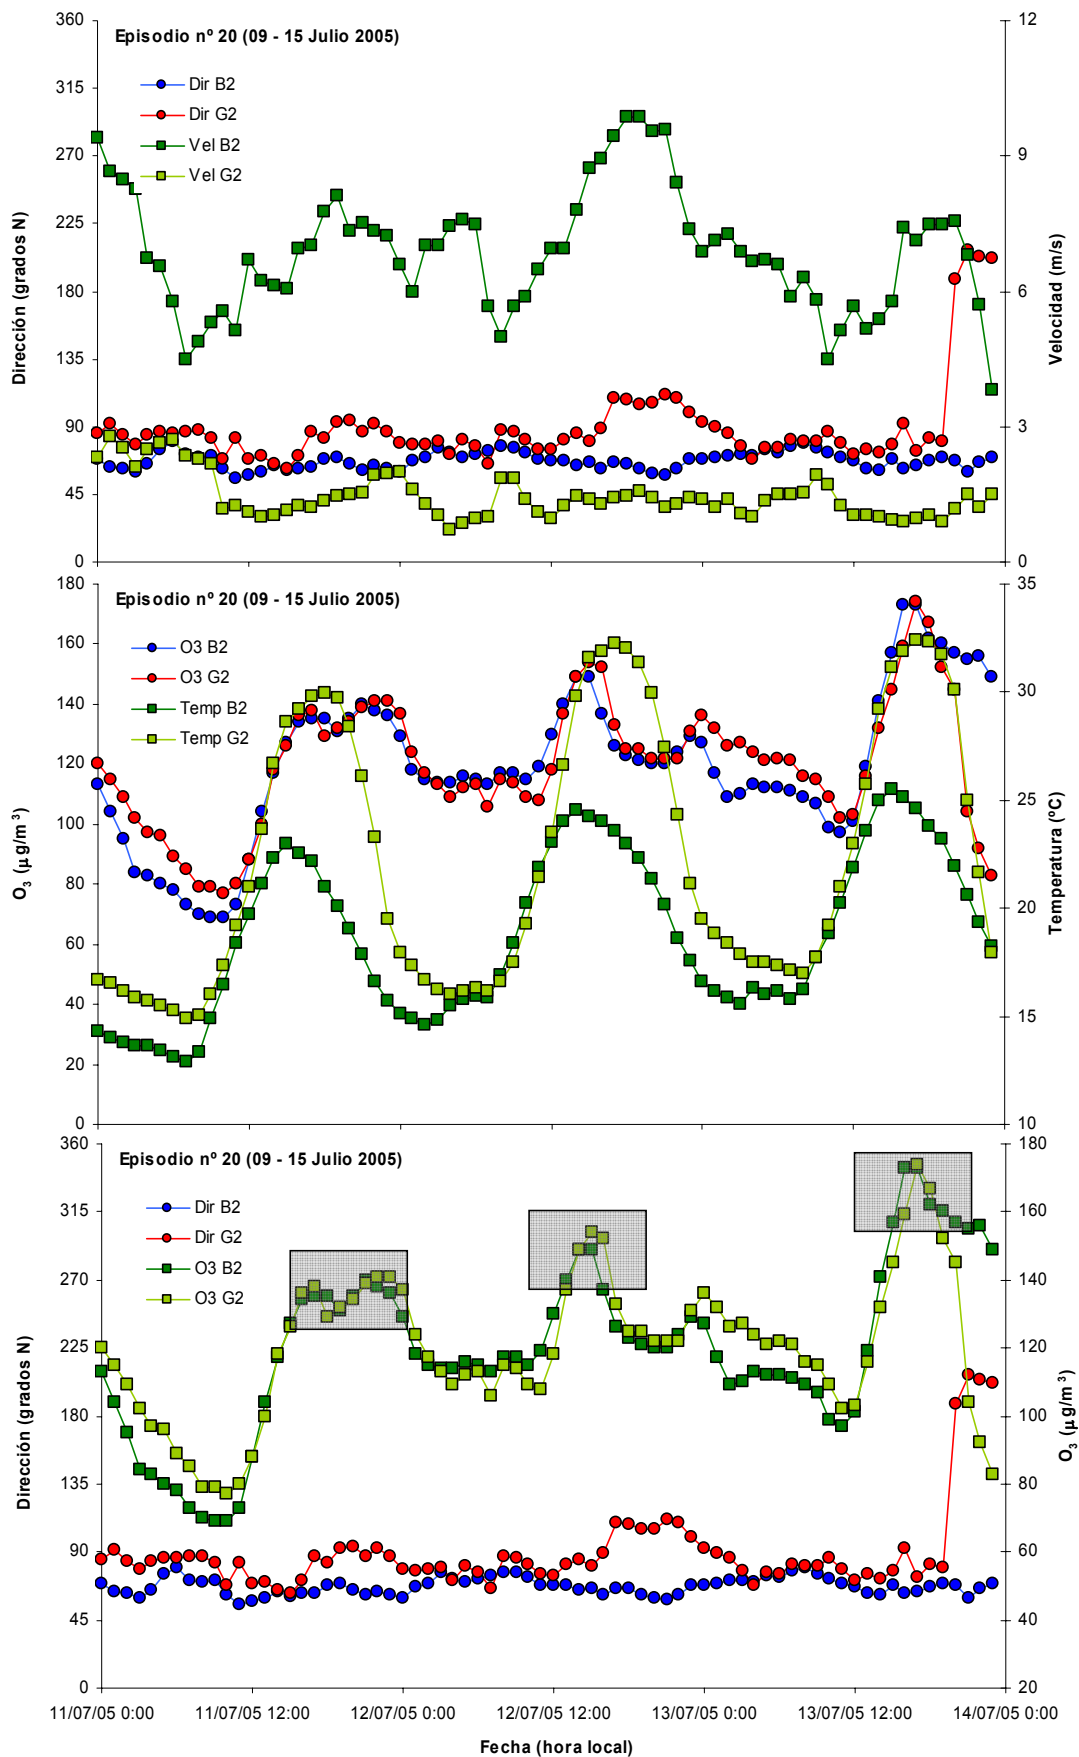 Episodio nº 20 (09 - 15 Julio 2005)
Dir B2
Dir G2
Vel B2
Vel G2
Dirección (grados N)
360
315
270
225
180
135
90
45
0
Velocidad (m/s)
12
9
6
3
0
Episodio nº 20 (09 - 15 Julio 2005)
O3 B2
O3 G2
Temp B2
Temp G2
O3 (µg/m3)
180
160
140
120
100
80
60
40
20
0
Temperatura (ºC)
35
30
25
20
15
10
Episodio nº 20 (09 - 15 Julio 2005)
Dir B2
Dir G2
O3 B2
O3 G2
Dirección (grados N)
360
315
270
225
180
135
90
45
0
O3 (µg/m3)
180
160
140
120
100
80
60
40
20
11/07/05 0:00
11/07/05 12:00
12/07/05 0:00
12/07/05 12:00
13/07/05 0:00
13/07/05 12:00
14/07/05 0:00
Fecha (hora local)